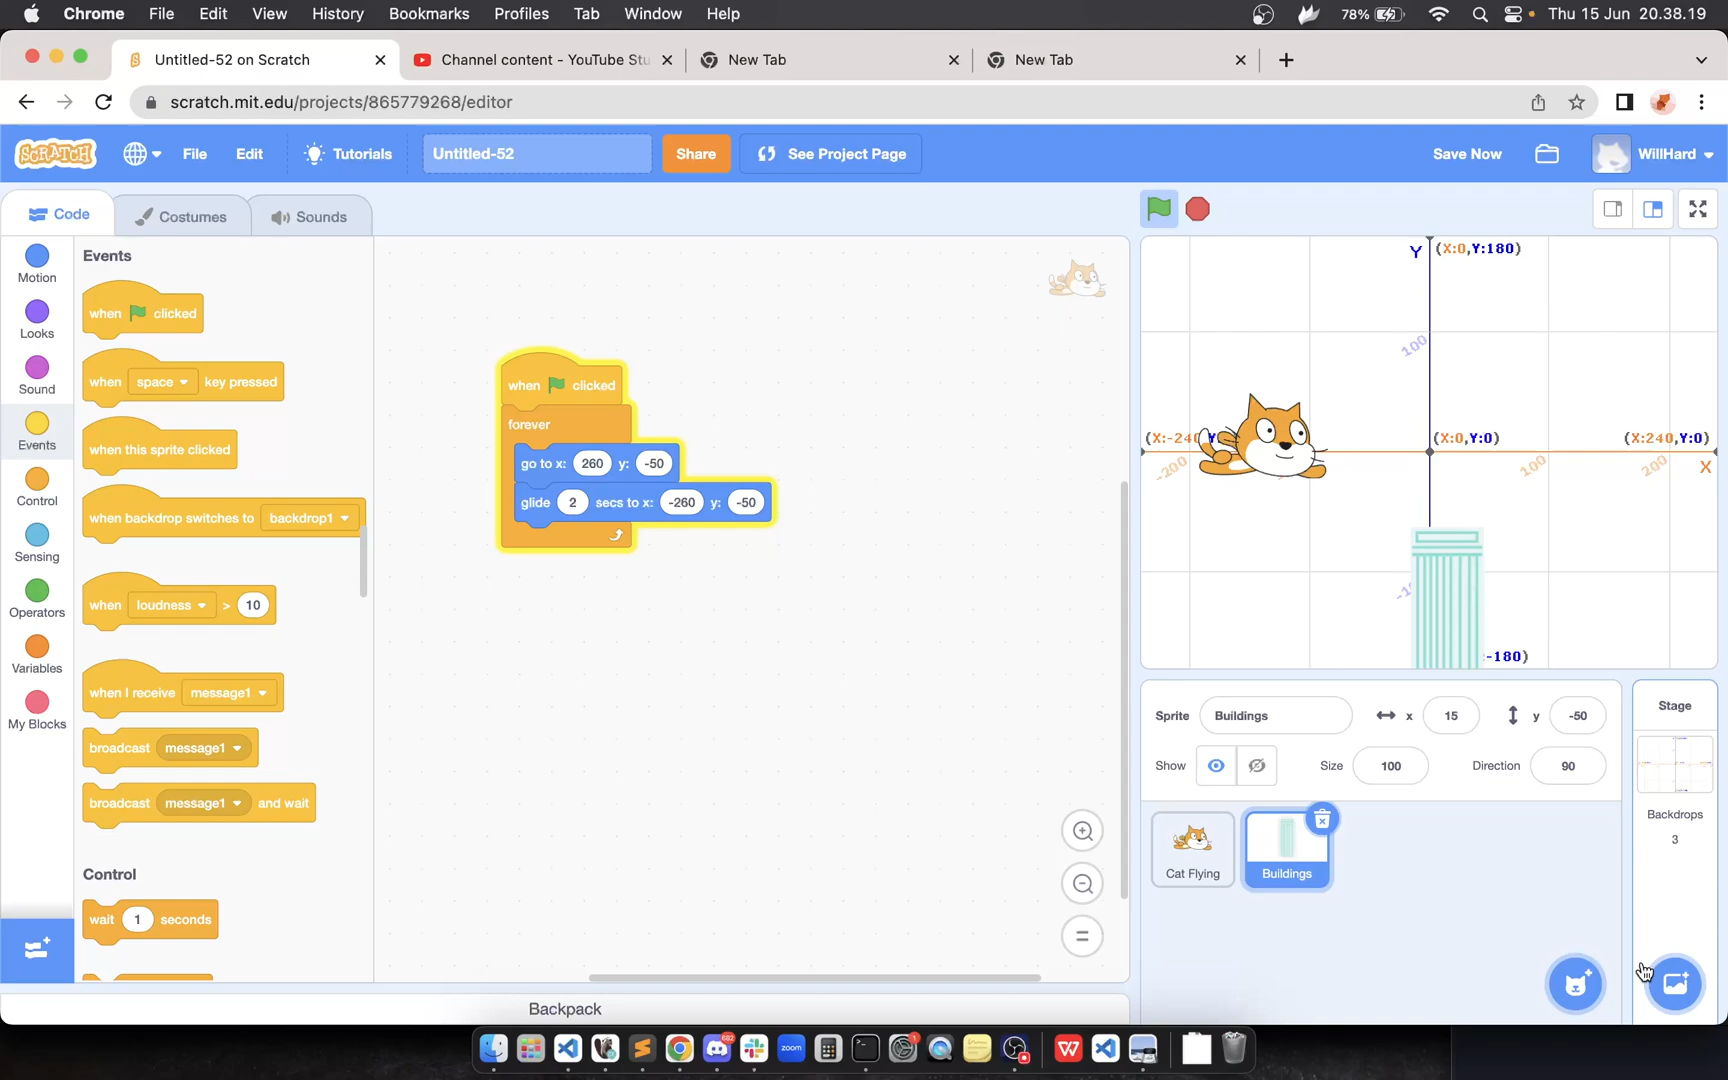 Chrome File Edit View History Bookmarks Profiles Tab Window Help 78% Thu 15 Jun 20.38.19
Untitled-52 on Scratch Channel content - YouTube Stu New Tab New Tab
scratch.mit.edu/projects/865779268/editor
SCRATCH File Edit Tutorials Untitled-52 Share See Project Page Save Now WillHard
Code Costumes Sounds
Motion
Looks
Sound
Events
Control
Sensing
Operators
Variables
My Blocks
Events
when clicked
when space key pressed
when this sprite clicked
when backdrop switches to backdrop1
when loudness > 10
when I receive message1
broadcast message1
broadcast message1 and wait
Control
wait 1 seconds
when clicked
forever
go to x: 260 y: -50
glide 2 secs to x: -260 y: -50
Y (X:0,Y:180)
100
(X:-240 (X:0,Y:0) (X:240,Y:0)
-200 100 200 X
-180)
Sprite Buildings x 15 y -50
Show Size 100 Direction 90
Cat Flying Buildings
Stage
Backdrops
3
Backpack
682 zoom 1